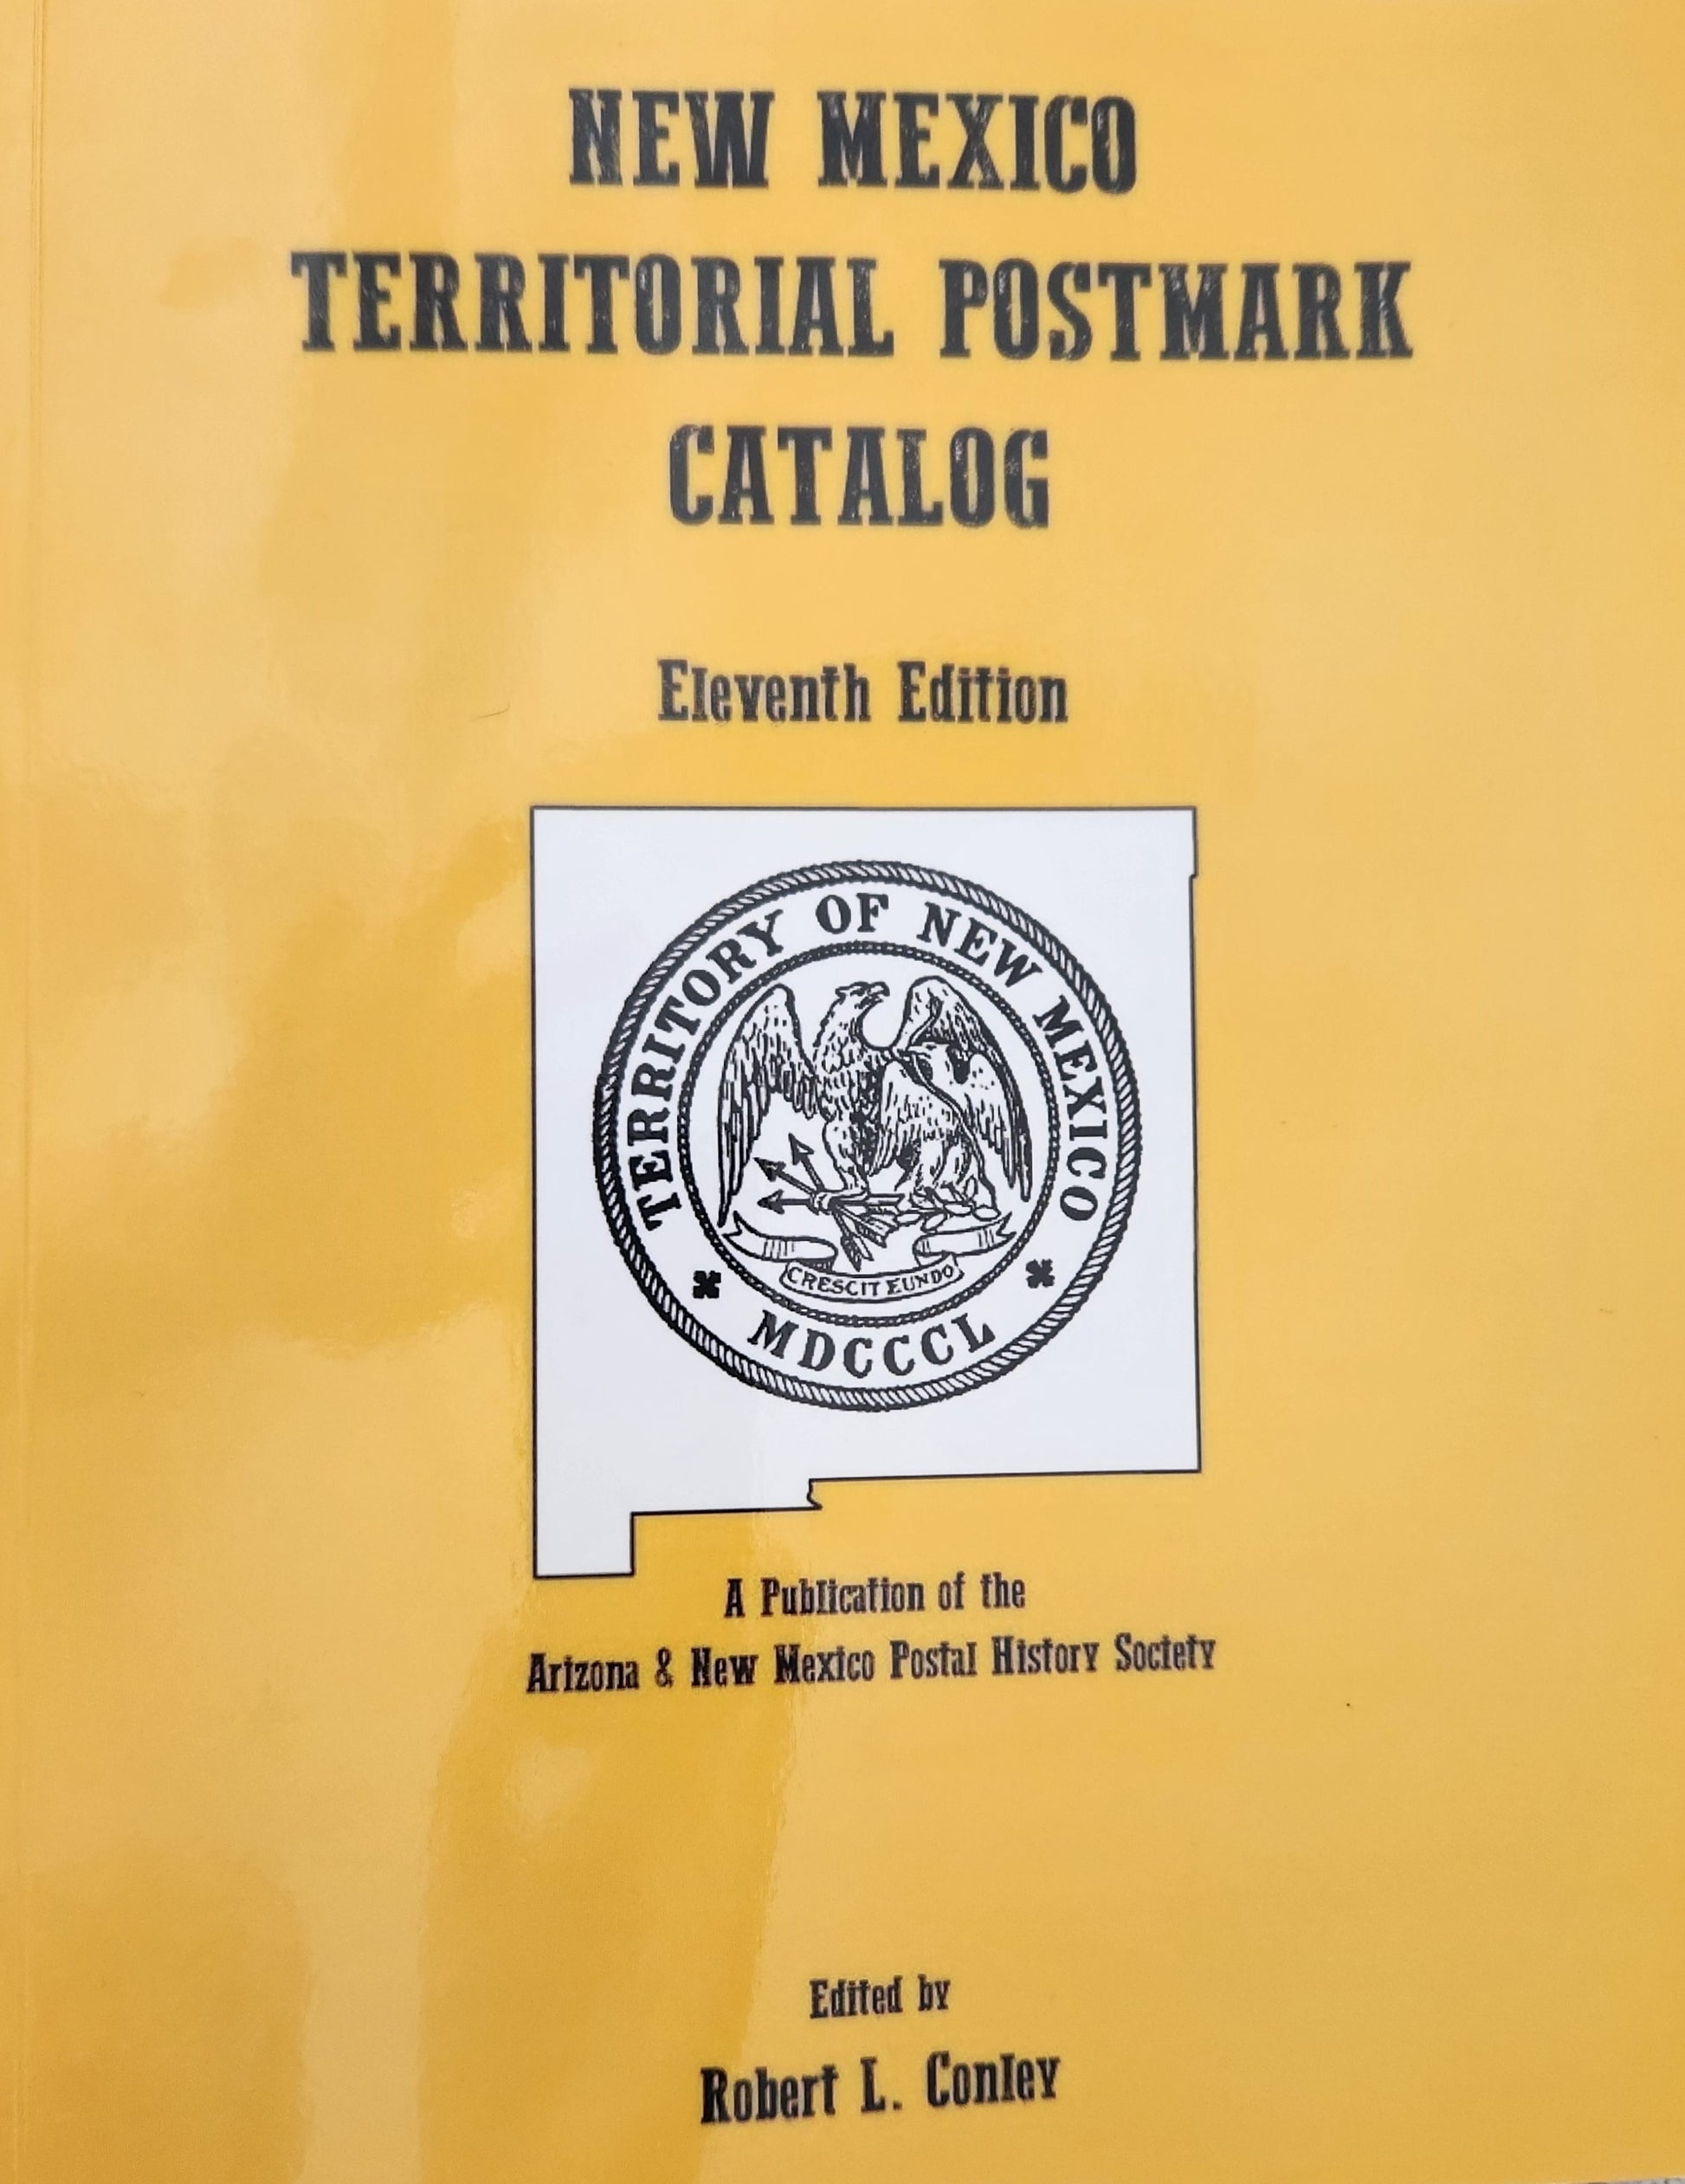 NEW MEXICO
TERRITORIAL POSTMARK
CATALOG
Eleventh Edition
TERRITORY OF NEW MEXICO
CRESCIT EUNDO
MDCCCL
A Publication of the
Arizona & New Mexico Postal History Society
Edited by
Robert L. Conley